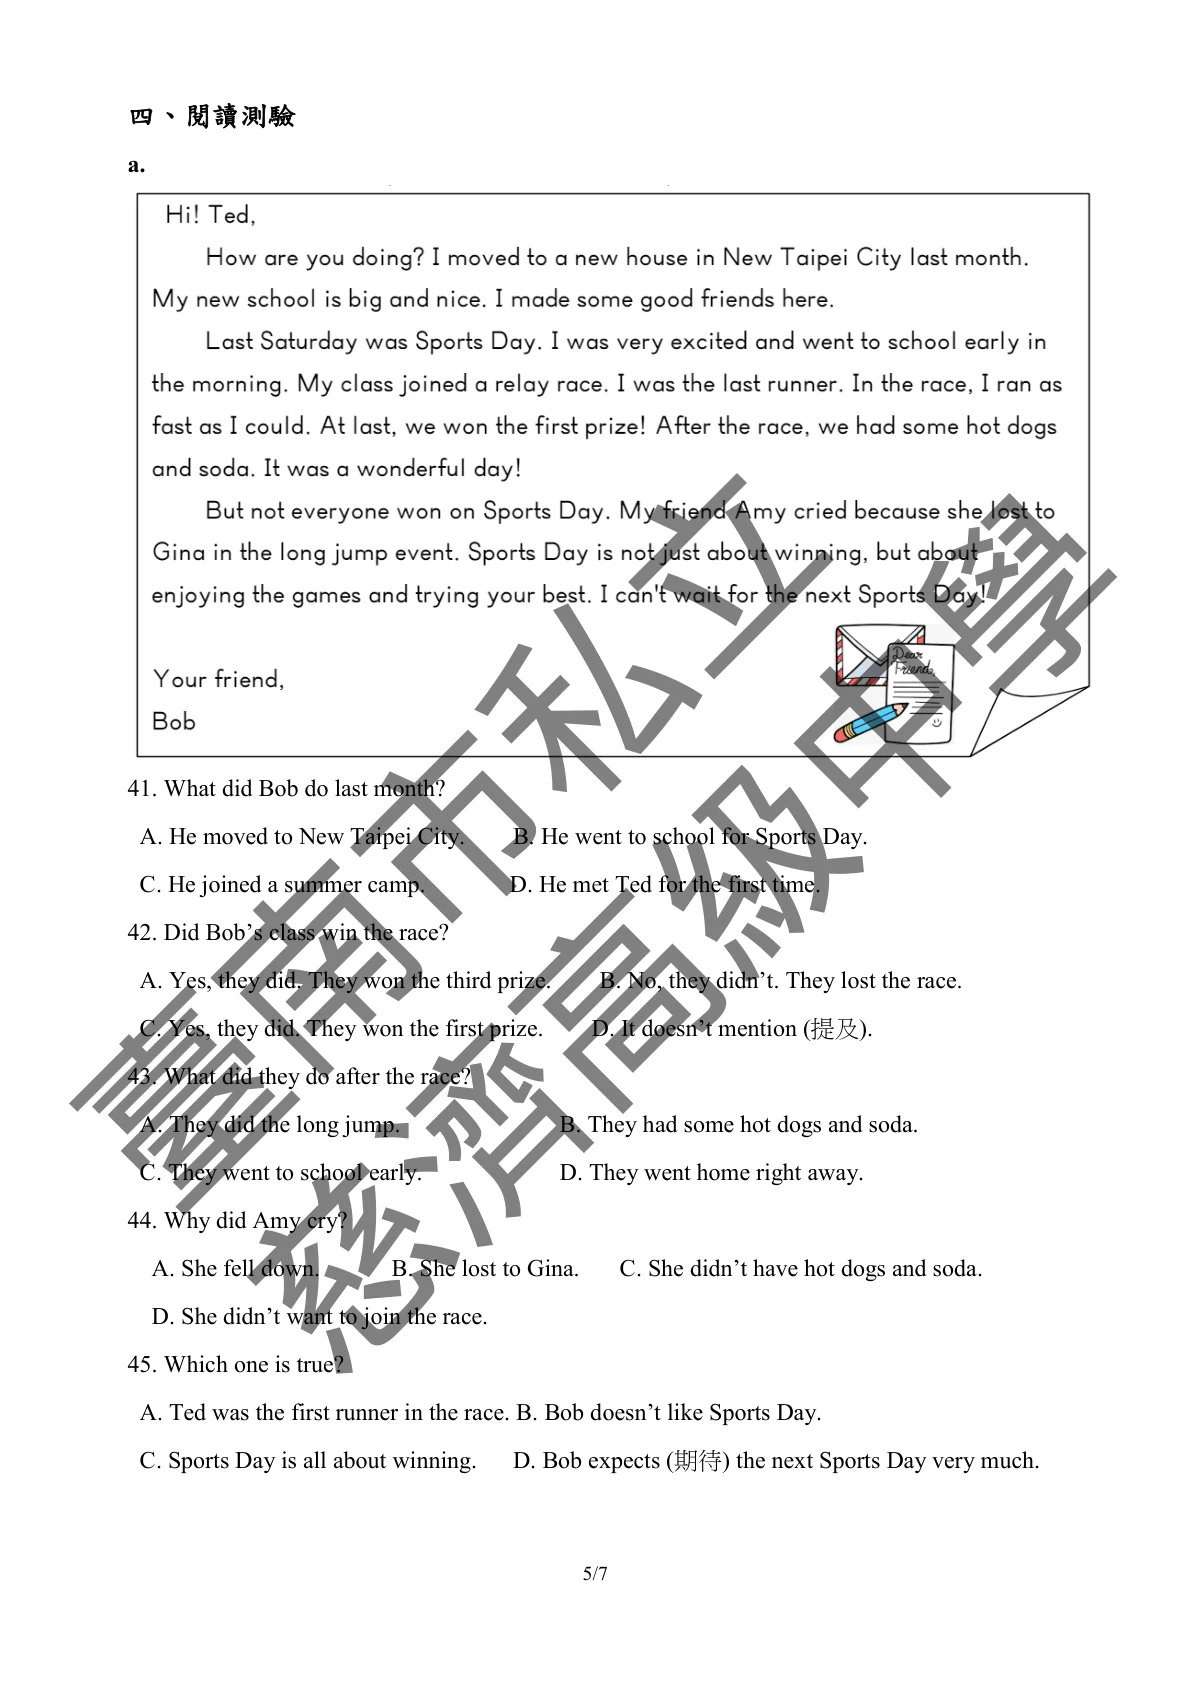 四、閱讀測驗
a.
Hi! Ted,
How are you doing? I moved to a new house in New Taipei City last month.
My new school is big and nice. I made some good friends here.
Last Saturday was Sports Day. I was very excited and went to school early in
the morning. My class joined a relay race. I was the last runner. In the race, I ran as
fast as I could. At last, we won the first prize! After the race, we had some hot dogs
and soda. It was a wonderful day!
But not everyone won on Sports Day. My friend Amy cried because she lost to
Gina in the long jump event. Sports Day is not just about winning, but about
enjoying the games and trying your best. I can't wait for the next Sports Day!
Dear
Friend,
Your friend,
Bob
41. What did Bob do last month?
A. He moved to New Taipei City. B. He went to school for Sports Day.
C. He joined a summer camp. D. He met Ted for the first time.
42. Did Bob’s class win the race?
A. Yes, they did. They won the third prize. B. No, they didn’t. They lost the race.
C. Yes, they did. They won the first prize. D. It doesn’t mention (提及).
43. What did they do after the race?
A. They did the long jump. B. They had some hot dogs and soda.
C. They went to school early. D. They went home right away.
44. Why did Amy cry?
A. She fell down. B. She lost to Gina. C. She didn’t have hot dogs and soda.
D. She didn’t want to join the race.
45. Which one is true?
A. Ted was the first runner in the race. B. Bob doesn’t like Sports Day.
C. Sports Day is all about winning. D. Bob expects (期待) the next Sports Day very much.
5/7
臺南市私立
慈濟高級中學